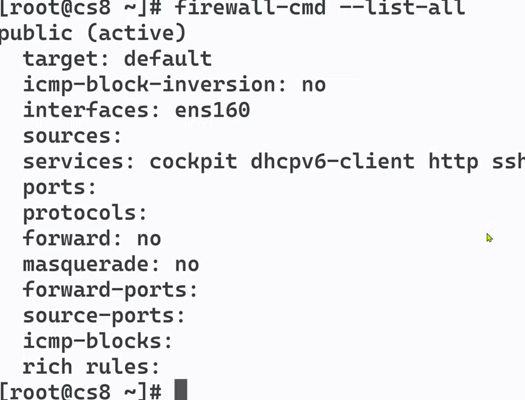 [root@cs8 ~]# firewall-cmd --list-all
public (active)
  target: default
  icmp-block-inversion: no
  interfaces: ens160
  sources:
  services: cockpit dhcpv6-client http ssh
  ports:
  protocols:
  forward: no
  masquerade: no
  forward-ports:
  source-ports:
  icmp-blocks:
  rich rules:
[root@cs8 ~]#